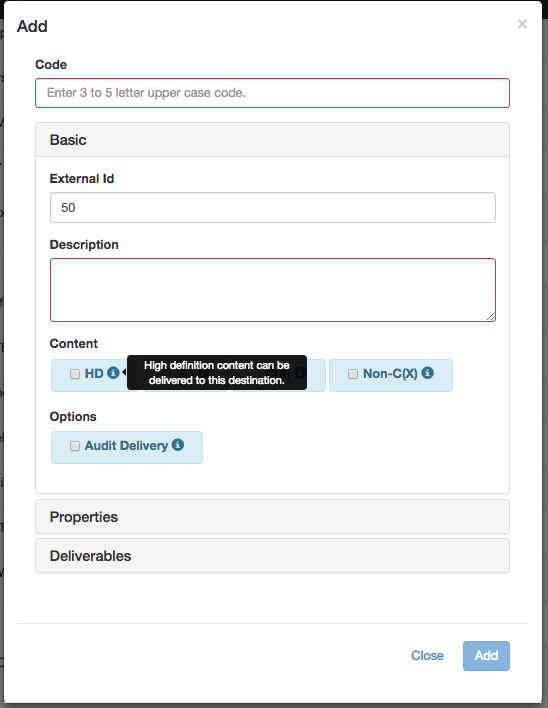 Add ×
Code
Enter 3 to 5 letter upper case code.
Basic
External Id
50
Description
Content
HD
High definition content can be
delivered to this destination.
Non-C(X)
Options
Audit Delivery
Properties
Deliverables
Close Add